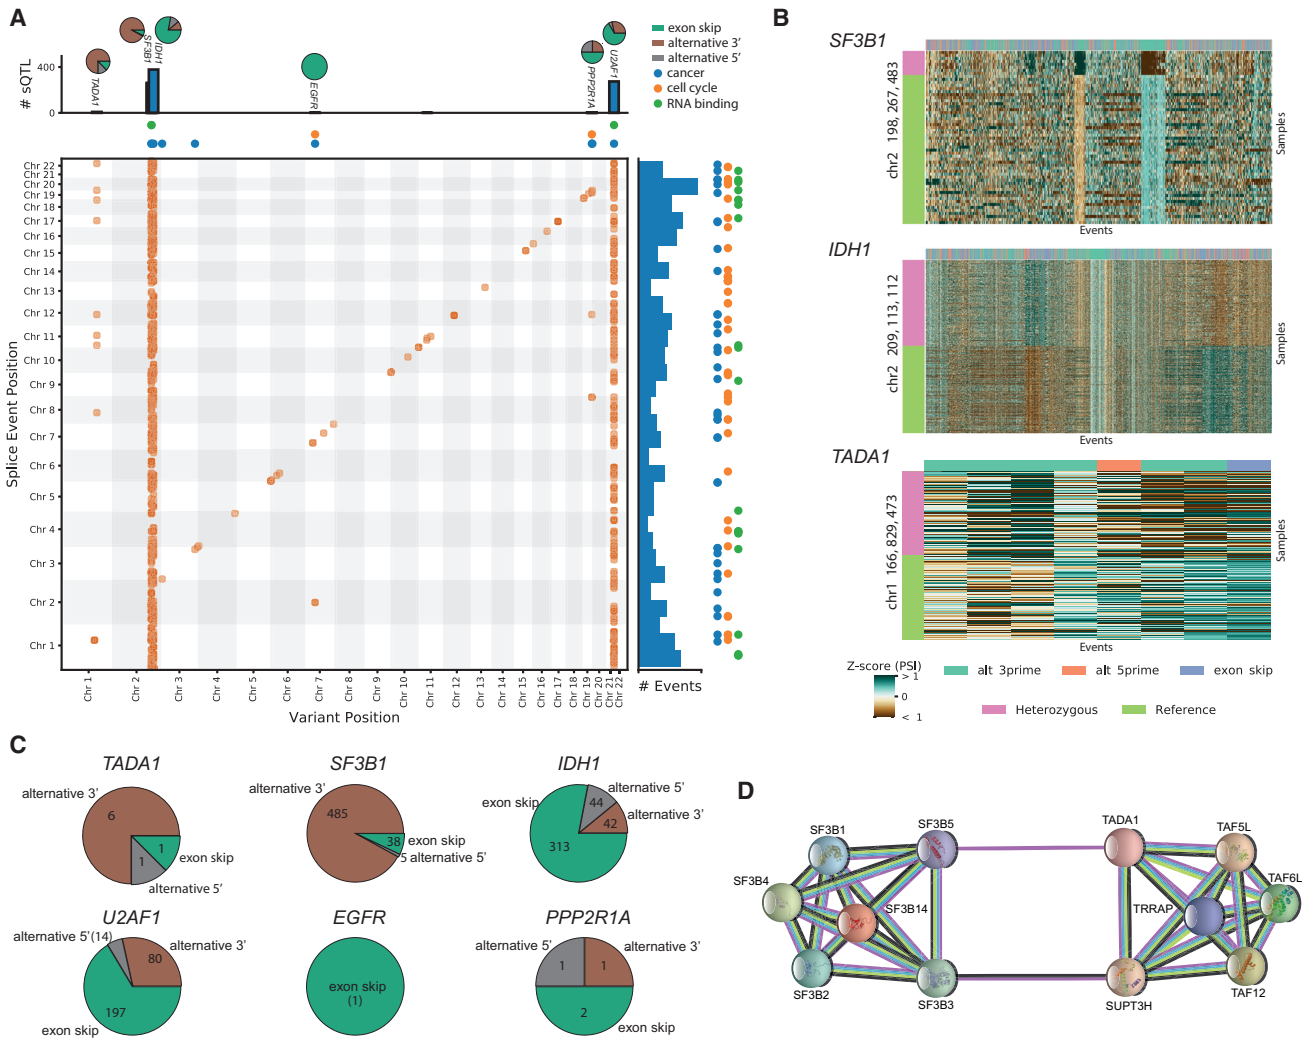 A
# sQTL
400
0
TADA1
SF3B1
IDH1
EGFR
PPP2R1A
U2AF1
exon skip
alternative 3’
alternative 5’
cancer
cell cycle
RNA binding
Splice Event Position
Chr 22
Chr 21
Chr 20
Chr 19
Chr 18
Chr 17
Chr 16
Chr 15
Chr 14
Chr 13
Chr 12
Chr 11
Chr 10
Chr 9
Chr 8
Chr 7
Chr 6
Chr 5
Chr 4
Chr 3
Chr 2
Chr 1
Chr 1
Chr 2
Chr 3
Chr 4
Chr 5
Chr 6
Chr 7
Chr 8
Chr 9
Chr 10
Chr 11
Chr 12
Chr 13
Chr 14
Chr 15
Chr 16
Chr 17
Chr 18
Chr 19
Chr 20
Chr 21
Chr 22
Variant Position
# Events
B
SF3B1
chr2 198, 267, 483
Samples
Events
IDH1
chr2 209, 113, 112
Samples
Events
TADA1
chr1 166, 829, 473
Samples
Events
Z-score (PSI)
> 1
0
< 1
alt 3prime
alt 5prime
exon skip
Heterozygous
Reference
C
TADA1
alternative 3’
6
1
exon skip
1
alternative 5’
SF3B1
alternative 3’
485
38
exon skip
5 alternative 5’
IDH1
exon skip
313
44
alternative 5’
42
alternative 3’
U2AF1
alternative 5’(14)
80
alternative 3’
197
exon skip
EGFR
exon skip
(1)
PPP2R1A
alternative 5’
1
1
alternative 3’
2
exon skip
D
SF3B1
SF3B5
SF3B4
SF3B14
SF3B2
SF3B3
TADA1
TAF5L
TAF6L
TRRAP
SUPT3H
TAF12